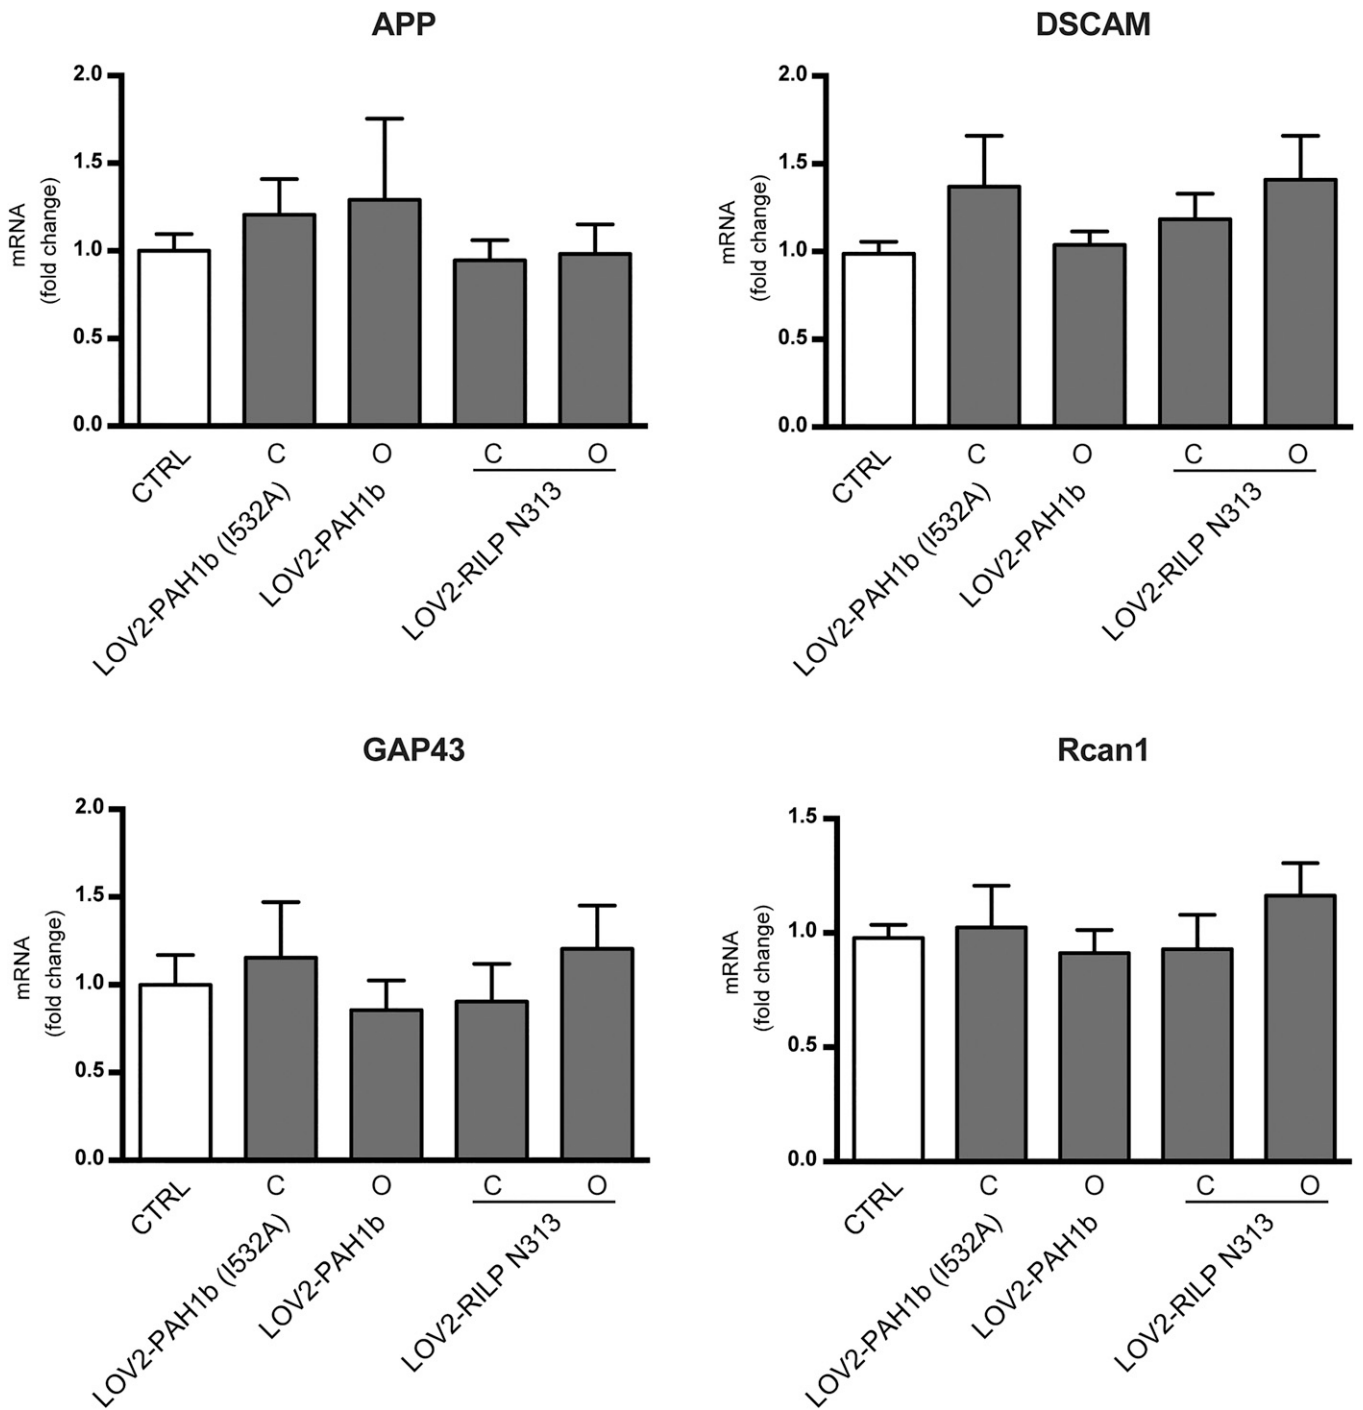 APP
2.0
1.5
1.0
0.5
0.0
mRNA
(fold change)
CTRL
C
O
C
O
LOV2-PAH1b (I532A)
LOV2-PAH1b
LOV2-RILP N313
DSCAM
2.0
1.5
1.0
0.5
0.0
mRNA
(fold change)
CTRL
C
O
C
O
LOV2-PAH1b (I532A)
LOV2-PAH1b
LOV2-RILP N313
GAP43
2.0
1.5
1.0
0.5
0.0
mRNA
(fold change)
CTRL
C
O
C
O
LOV2-PAH1b (I532A)
LOV2-PAH1b
LOV2-RILP N313
Rcan1
1.5
1.0
0.5
0.0
mRNA
(fold change)
CTRL
C
O
C
O
LOV2-PAH1b (I532A)
LOV2-PAH1b
LOV2-RILP N313